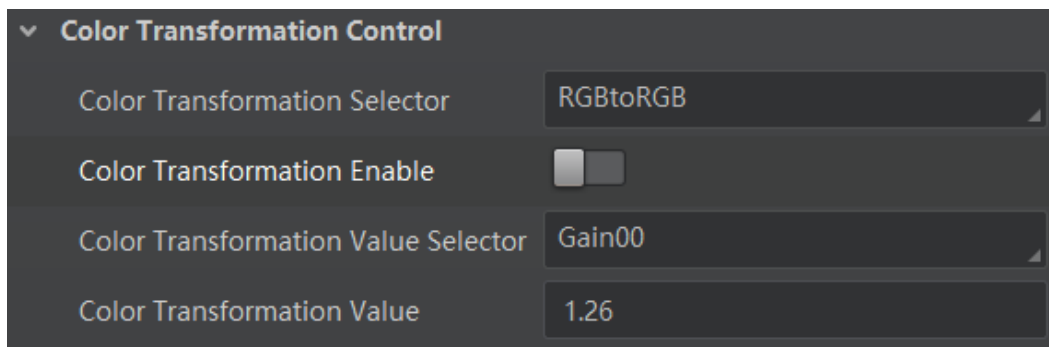 Color Transformation Control
Color Transformation Selector RGBtoRGB
Color Transformation Enable
Color Transformation Value Selector Gain00
Color Transformation Value 1.26